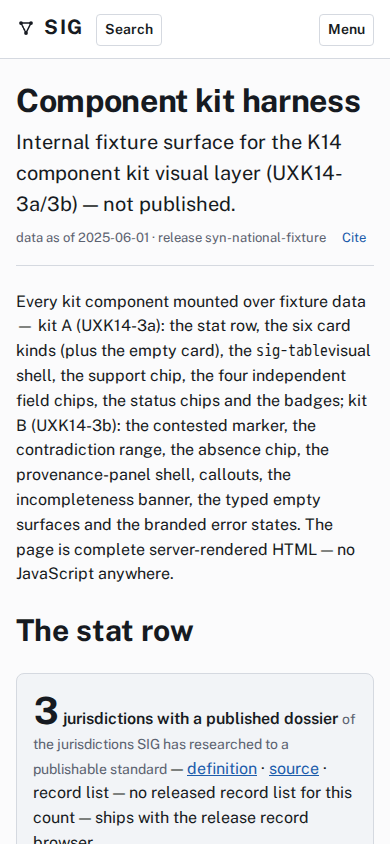 SIG Search Menu
Component kit harness
Internal fixture surface for the K14
component kit visual layer (UXK14-
3a/3b) — not published.
data as of 2025-06-01 · release syn-national-fixture Cite
Every kit component mounted over fixture data
— kit A (UXK14-3a): the stat row, the six card
kinds (plus the empty card), the sig-tablevisual
shell, the support chip, the four independent
field chips, the status chips and the badges; kit
B (UXK14-3b): the contested marker, the
contradiction range, the absence chip, the
provenance-panel shell, callouts, the
incompleteness banner, the typed empty
surfaces and the branded error states. The
page is complete server-rendered HTML — no
JavaScript anywhere.
The stat row
3 jurisdictions with a published dossier of
the jurisdictions SIG has researched to a
publishable standard — definition · source ·
record list — no released record list for this
count — ships with the release record
browser